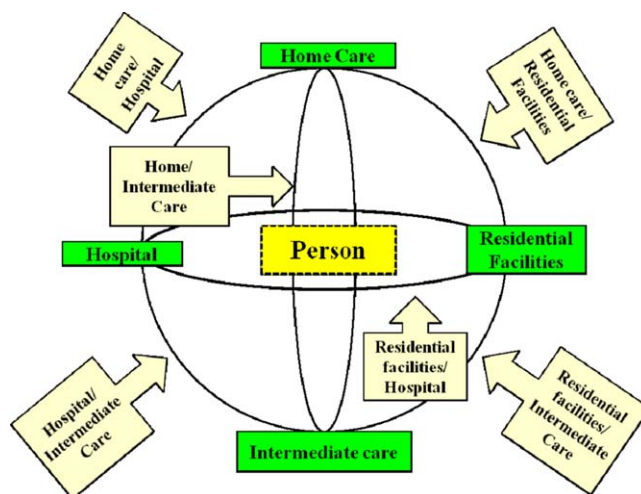 Home Care
Home
care/
Hospital
Home care/
Residential
Facilities
Home/
Intermediate
Care
Hospital
Person
Residential
Facilities
Residential
facilities/
Hospital
Hospital/
Intermediate
Care
Residential
facilities/
Intermediate
Care
Intermediate care